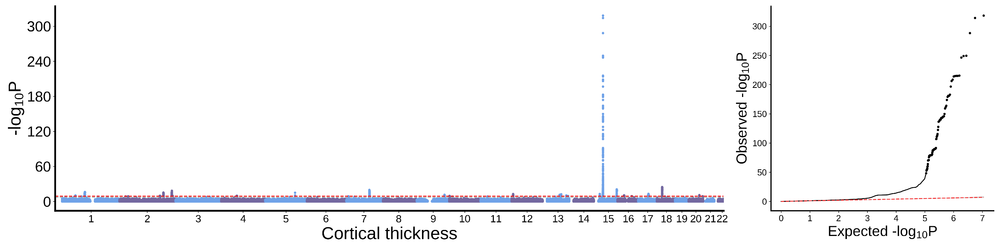 -log10P
300
240
180
120
60
0
1 2 3 4 5 6 7 8 9 10 11 12 13 14 15 16 17 18 19 20 21 22
Cortical thickness
Observed -log10P
300
250
200
150
100
50
0
0 1 2 3 4 5 6 7
Expected -log10P